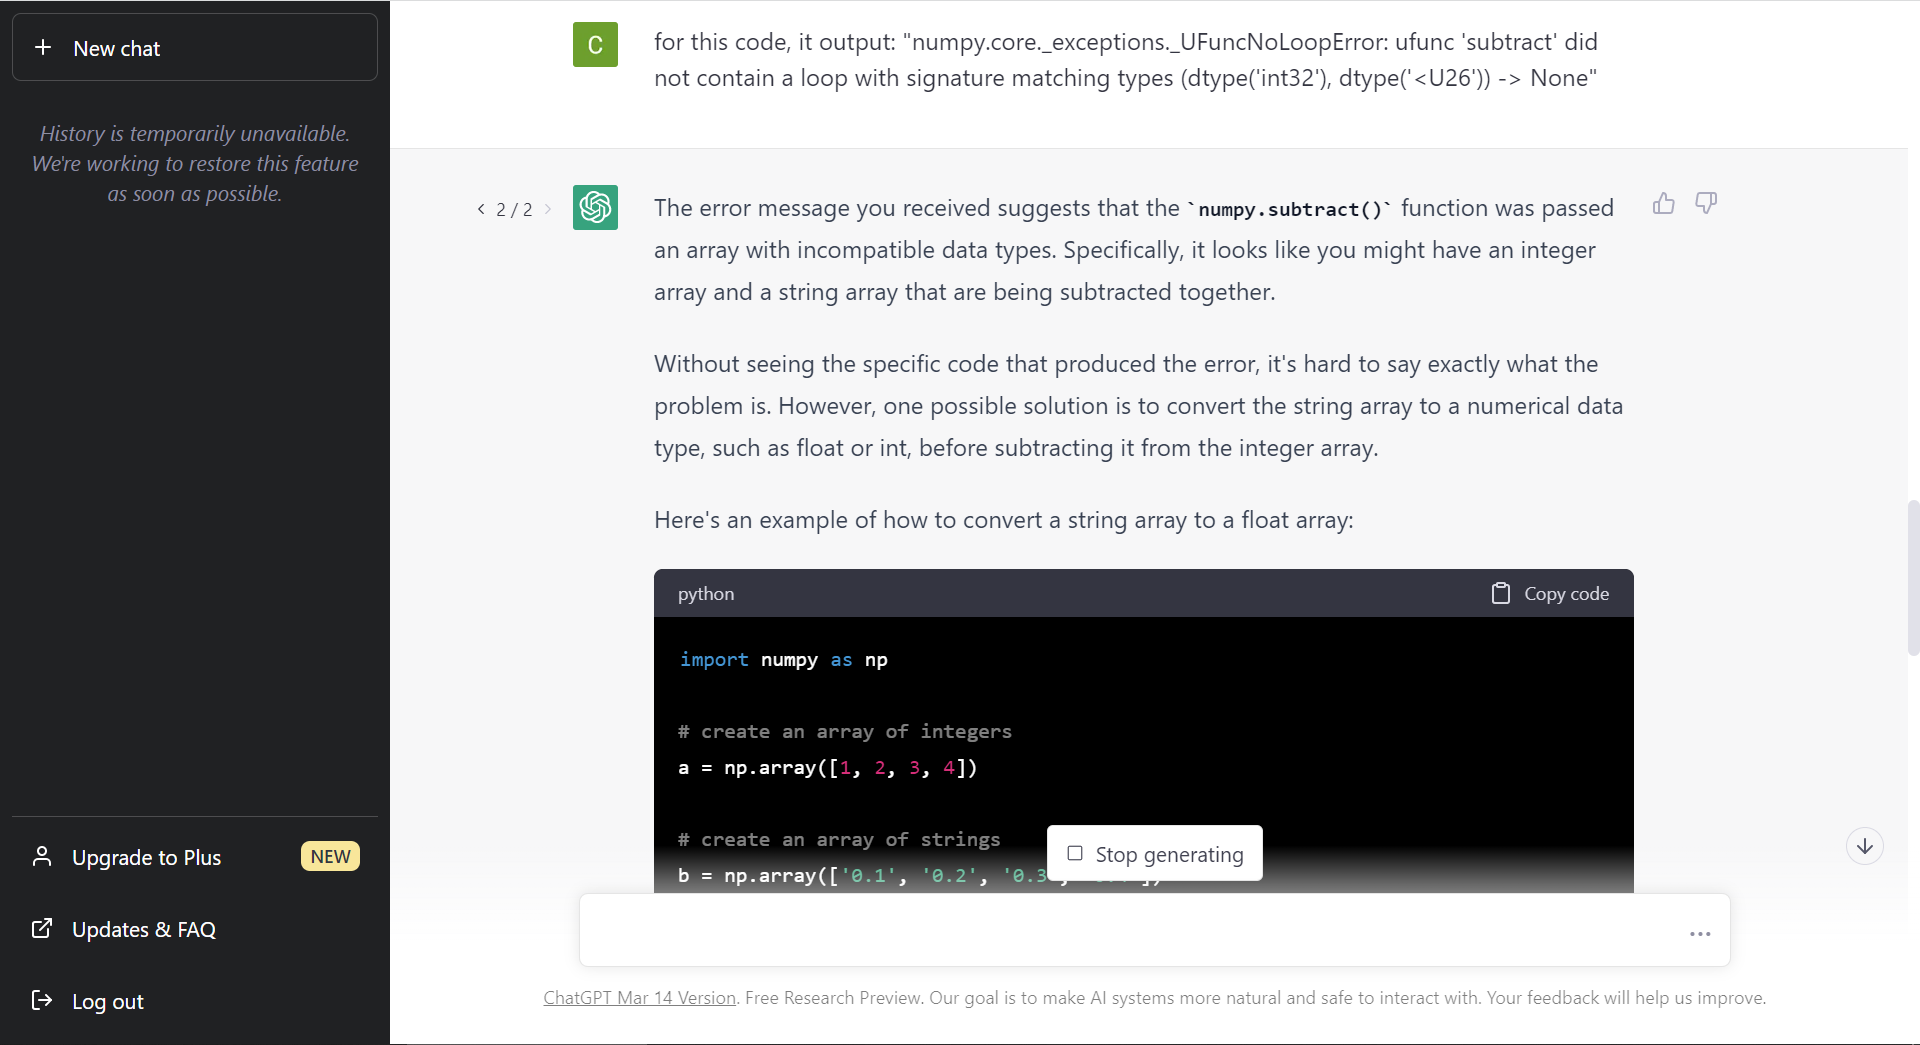 New chat
History is temporarily unavailable.
We're working to restore this feature
as soon as possible.
Upgrade to Plus NEW
Updates & FAQ
Log out
C
for this code, it output: "numpy.core._exceptions._UFuncNoLoopError: ufunc 'subtract' did
not contain a loop with signature matching types (dtype('int32'), dtype('<U26')) -> None"
< 2 / 2 >
The error message you received suggests that the `numpy.subtract()` function was passed
an array with incompatible data types. Specifically, it looks like you might have an integer
array and a string array that are being subtracted together.
Without seeing the specific code that produced the error, it's hard to say exactly what the
problem is. However, one possible solution is to convert the string array to a numerical data
type, such as float or int, before subtracting it from the integer array.
Here's an example of how to convert a string array to a float array:
python Copy code
import numpy as np
# create an array of integers
a = np.array([1, 2, 3, 4])
# create an array of strings
b = np.array(['0.1', '0.2', '0.3
Stop generating
ChatGPT Mar 14 Version. Free Research Preview. Our goal is to make AI systems more natural and safe to interact with. Your feedback will help us improve.